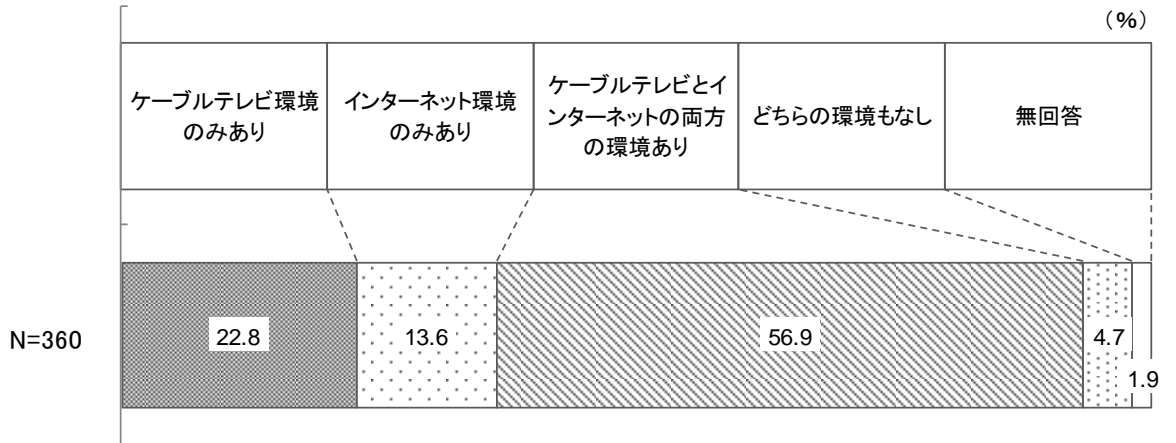 （%）
ケーブルテレビ環境
のみあり
インターネット環境
のみあり
ケーブルテレビとイ
ンターネットの両方
の環境あり
どちらの環境もなし
無回答
N=360
22.8
13.6
56.9
4.7
1.9